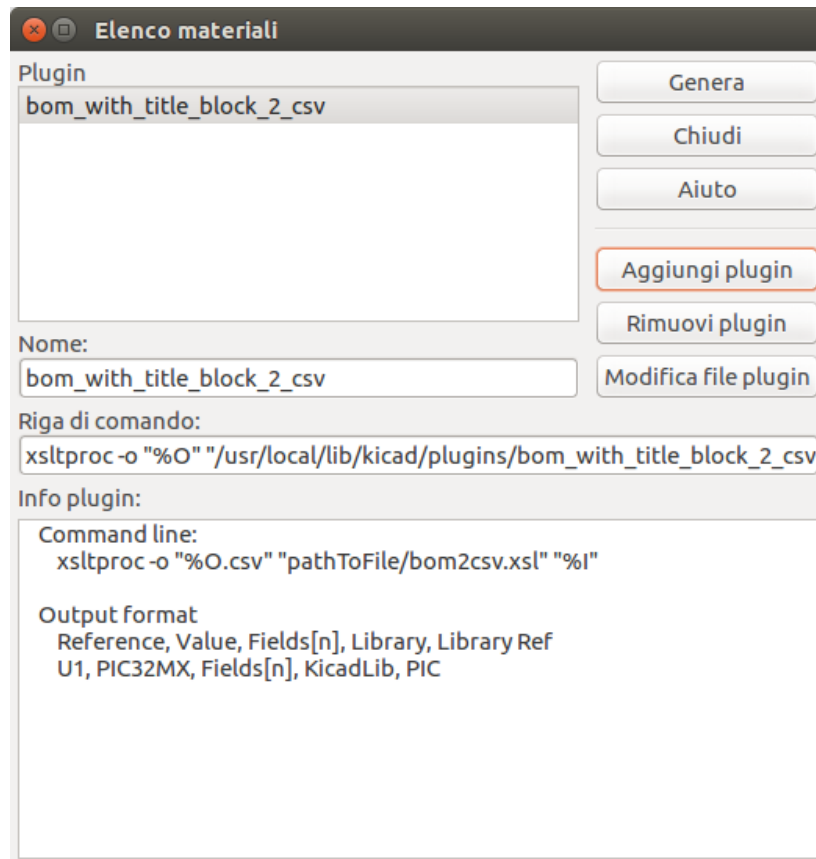 Elenco materiali
Plugin
bom_with_title_block_2_csv
Genera
Chiudi
Aiuto
Aggiungi plugin
Rimuovi plugin
Modifica file plugin
Nome:
bom_with_title_block_2_csv
Riga di comando:
xsltproc -o "%O" "/usr/local/lib/kicad/plugins/bom_with_title_block_2_csv
Info plugin:
Command line:
xsltproc -o "%O.csv" "pathToFile/bom2csv.xsl" "%I"
Output format
Reference, Value, Fields[n], Library, Library Ref
U1, PIC32MX, Fields[n], KicadLib, PIC